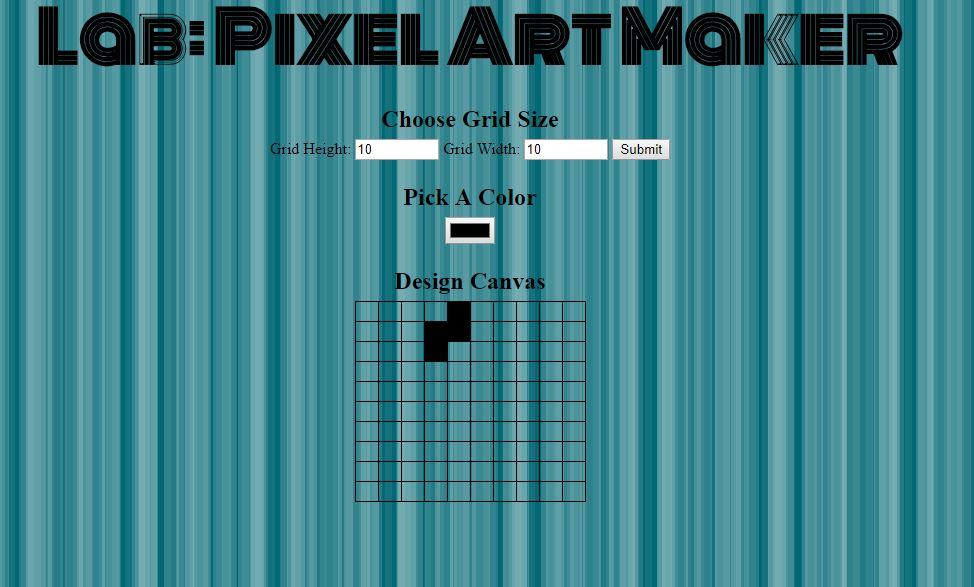 Lab: Pixel Art Maker
Choose Grid Size
Grid Height: 10 Grid Width: 10 Submit
Pick A Color
Design Canvas